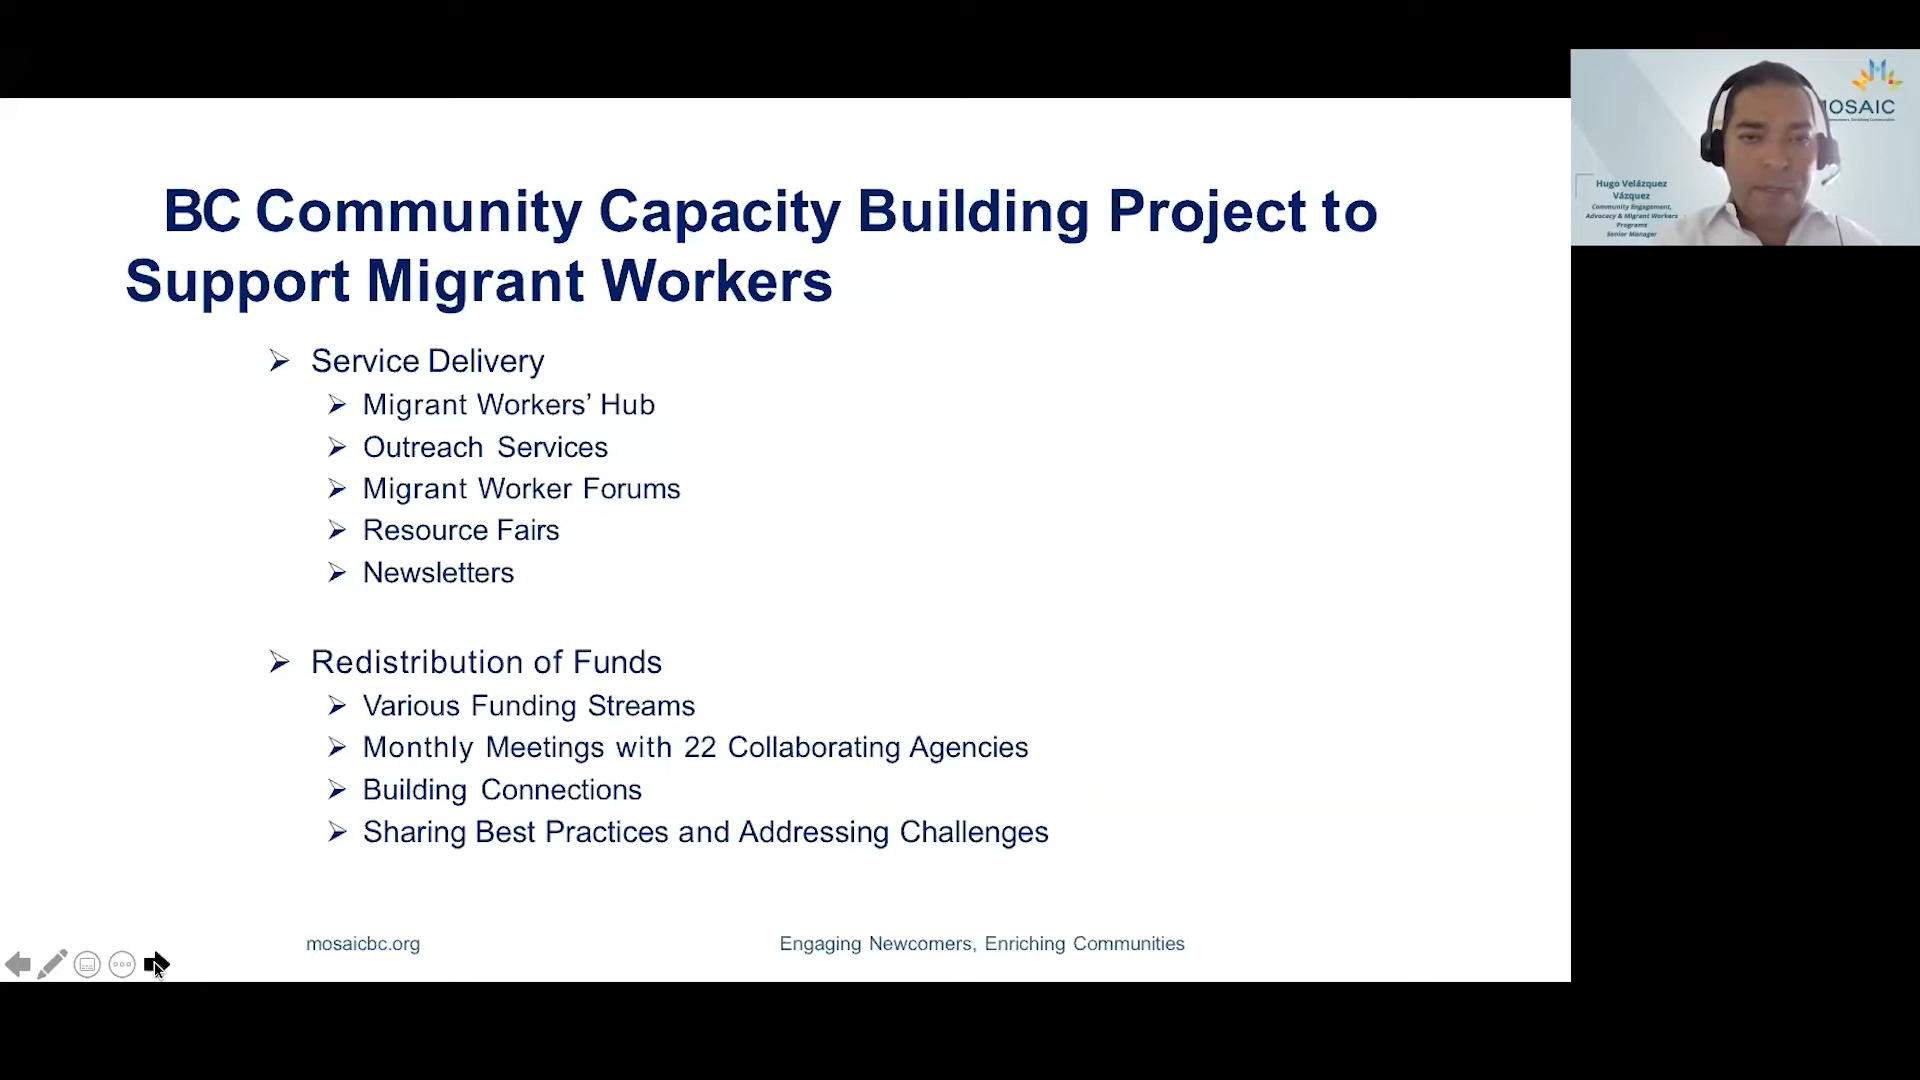 BC Community Capacity Building Project to
Support Migrant Workers
Service Delivery
Migrant Workers’ Hub
Outreach Services
Migrant Worker Forums
Resource Fairs
Newsletters
Redistribution of Funds
Various Funding Streams
Monthly Meetings with 22 Collaborating Agencies
Building Connections
Sharing Best Practices and Addressing Challenges
mosaicbc.org
Engaging Newcomers, Enriching Communities
OSAIC
Hugo Velázquez
Vázquez
Community Engagement,
Advocacy & Migrant Workers
Programs
Senior Manager